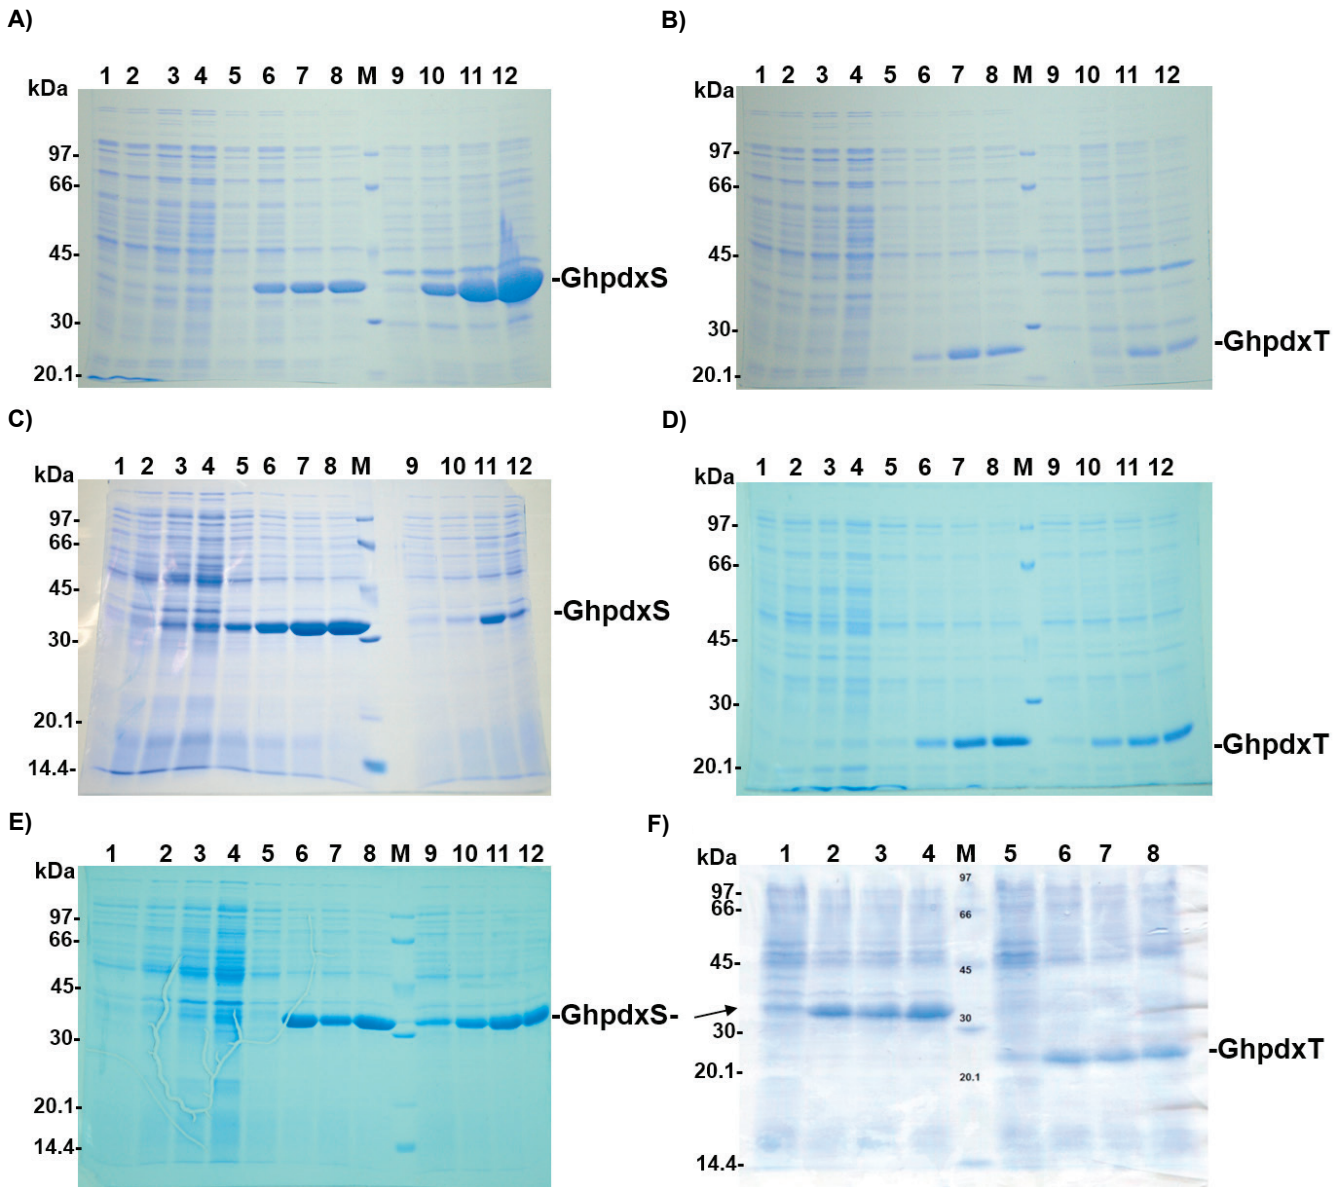 A)
1 2 3 4 5 6 7 8 M 9 10 11 12
kDa
97-
66-
45-
30-
20.1-
-GhpdxS
B)
1 2 3 4 5 6 7 8 M 9 10 11 12
kDa
97-
66-
45-
30-
20.1-
-GhpdxT
C)
1 2 3 4 5 6 7 8 M 9 10 11 12
kDa
97-
66-
45-
30-
20.1-
14.4-
-GhpdxS
D)
1 2 3 4 5 6 7 8 M 9 10 11 12
kDa
97-
66-
45-
30-
20.1-
-GhpdxT
E)
1 2 3 4 5 6 7 8 M 9 10 11 12
kDa
97-
66-
45-
30-
20.1-
14.4-
-GhpdxS-
F)
1 2 3 4 M 5 6 7 8
kDa
97-
66-
45-
30-
20.1-
14.4-
97
66
45
30
20.1
-GhpdxT